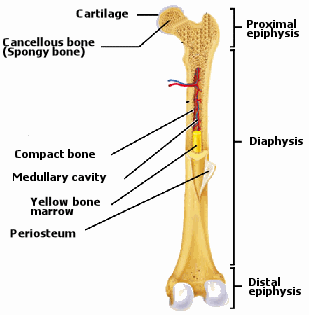 Cartilage
Cancellous bone
(Spongy bone)
Compact bone
Medullary cavity
Yellow bone
marrow
Periosteum
Proximal
epiphysis
Diaphysis
Distal
epiphysis